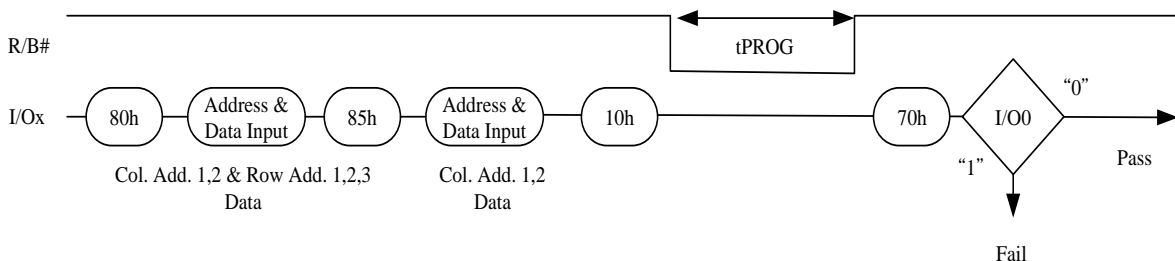 R/B#
tPROG
I/Ox
80h
Address &
Data Input
85h
Address &
Data Input
10h
70h
I/O0
“0”
“1”
Pass
Col. Add. 1,2 & Row Add. 1,2,3
Data
Col. Add. 1,2
Data
Fail